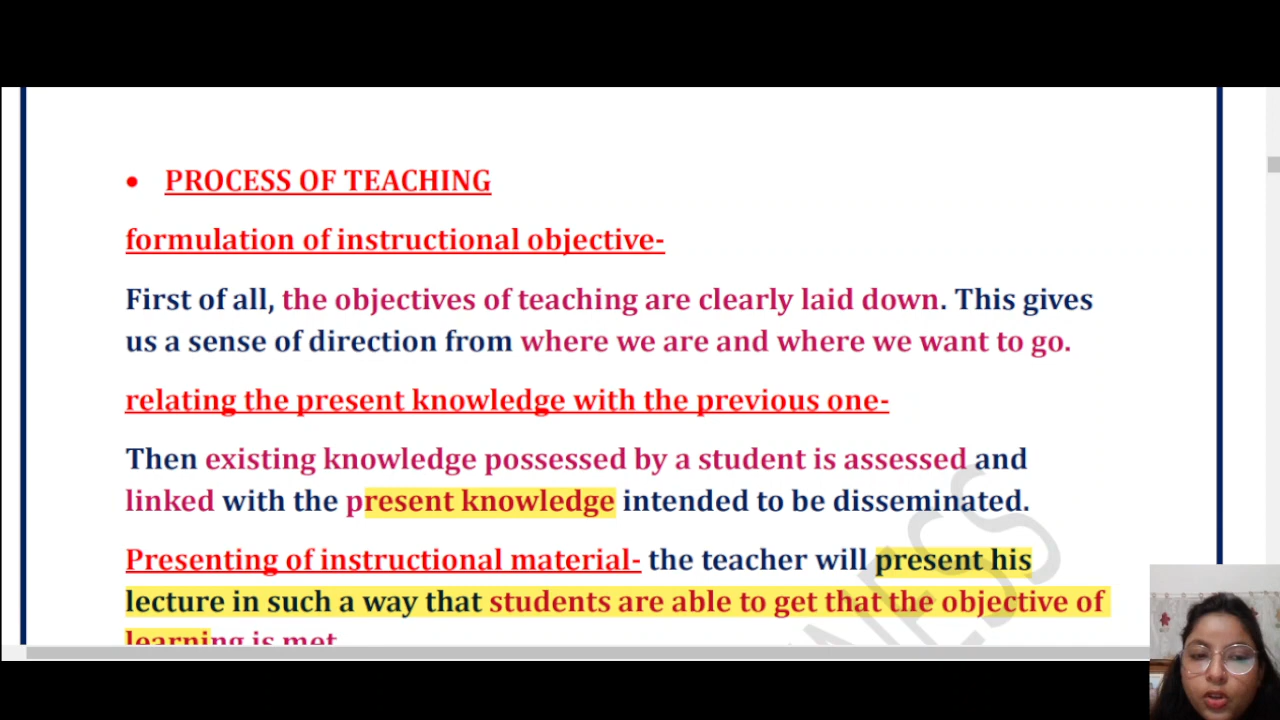 • PROCESS OF TEACHING
formulation of instructional objective-
First of all, the objectives of teaching are clearly laid down. This gives
us a sense of direction from where we are and where we want to go.
relating the present knowledge with the previous one-
Then existing knowledge possessed by a student is assessed and
linked with the present knowledge intended to be disseminated.
Presenting of instructional material- the teacher will present his
lecture in such a way that students are able to get that the objective of
learning is met